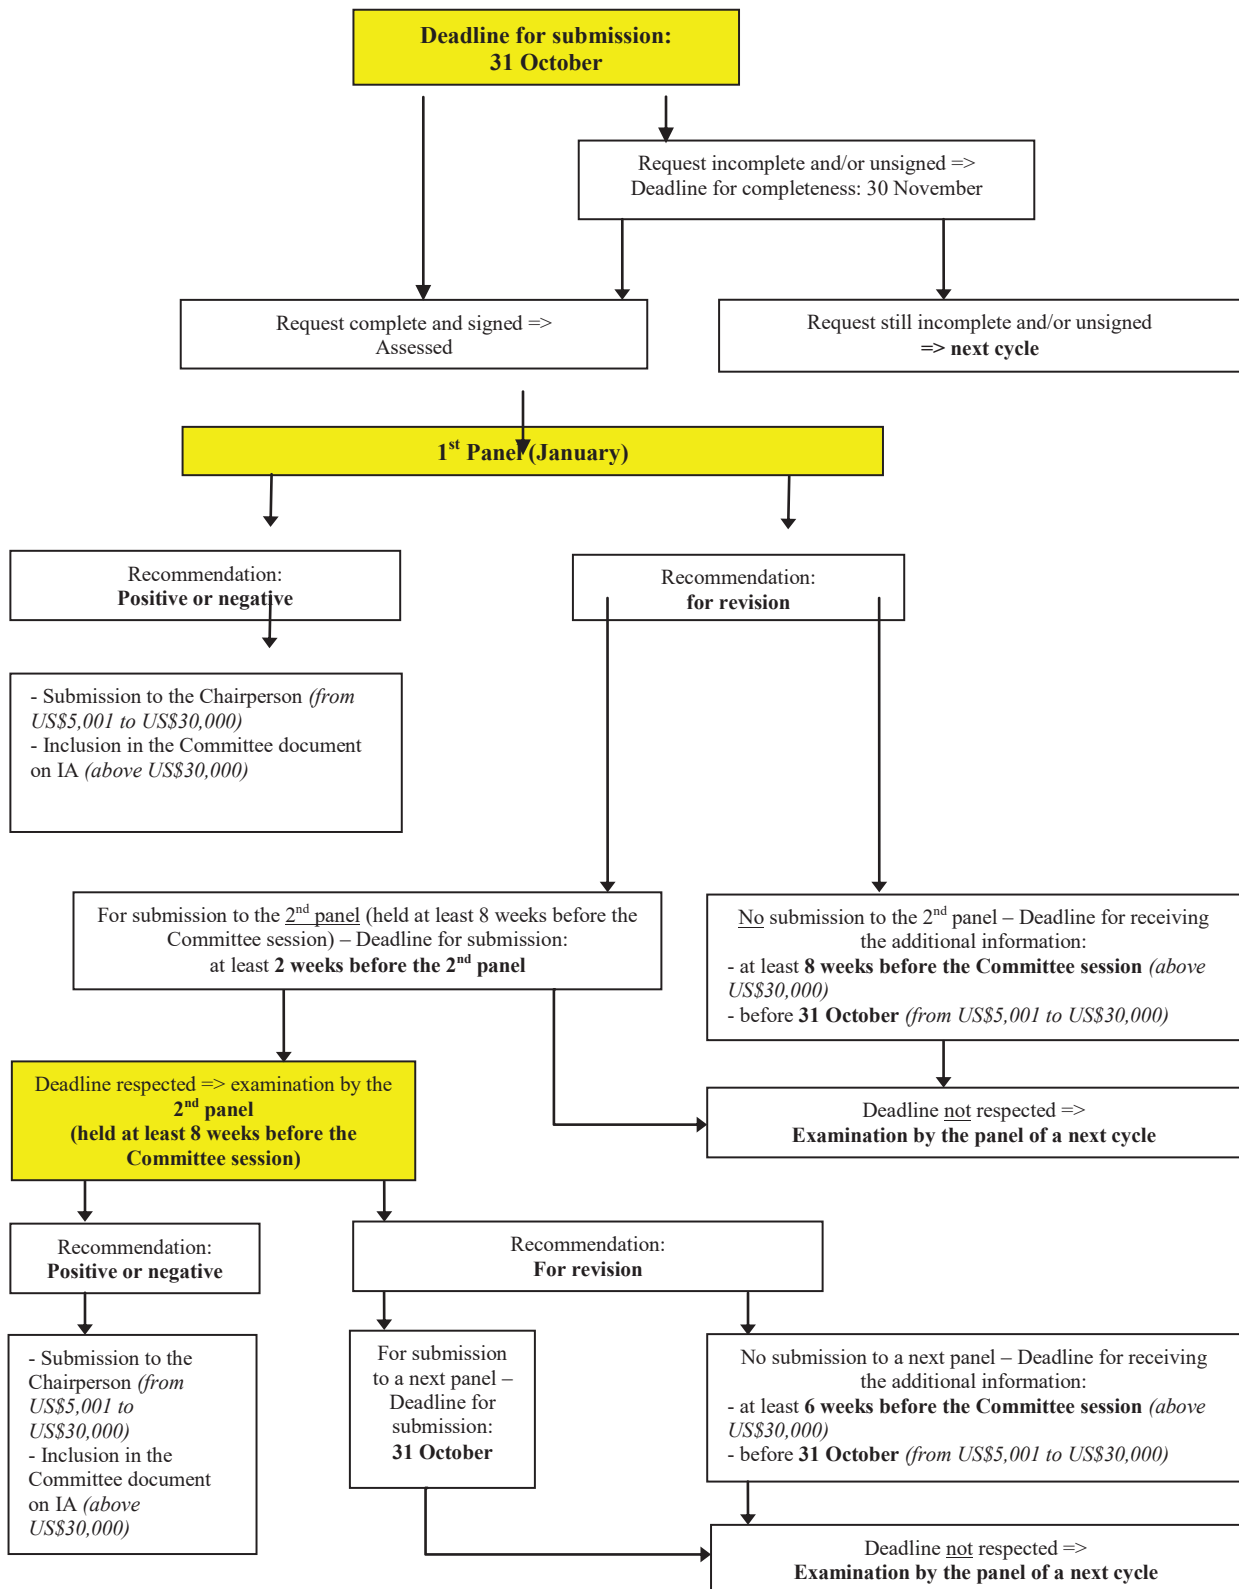 Deadline for submission:
31 October
Request incomplete and/or unsigned =>
Deadline for completeness: 30 November
Request complete and signed =>
Assessed
Request still incomplete and/or unsigned
=> next cycle
1st Panel (January)
Recommendation:
Positive or negative
Recommendation:
for revision
- Submission to the Chairperson (from
US$5,001 to US$30,000)
- Inclusion in the Committee document
on IA (above US$30,000)
For submission to the 2nd panel (held at least 8 weeks before the
Committee session) – Deadline for submission:
at least 2 weeks before the 2nd panel
No submission to the 2nd panel – Deadline for receiving
the additional information:
- at least 8 weeks before the Committee session (above
US$30,000)
- before 31 October (from US$5,001 to US$30,000)
Deadline respected => examination by the
2nd panel
(held at least 8 weeks before the
Committee session)
Deadline not respected =>
Examination by the panel of a next cycle
Recommendation:
Positive or negative
Recommendation:
For revision
- Submission to the
Chairperson (from
US$5,001 to
US$30,000)
- Inclusion in the
Committee document
on IA (above
US$30,000)
For submission
to a next panel –
Deadline for
submission:
31 October
No submission to a next panel – Deadline for receiving
the additional information:
- at least 6 weeks before the Committee session (above
US$30,000)
- before 31 October (from US$5,001 to US$30,000)
Deadline not respected =>
Examination by the panel of a next cycle